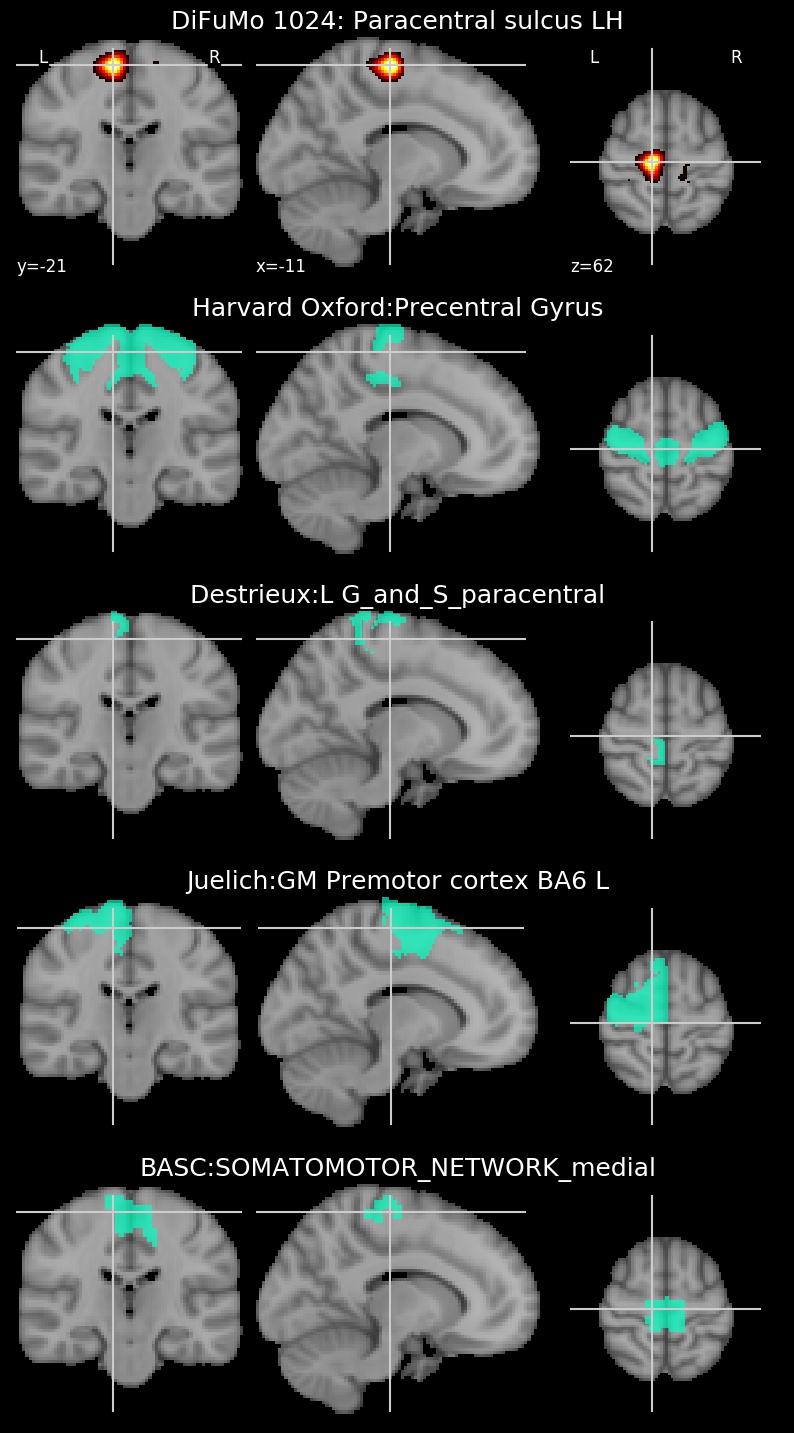 DiFuMo 1024: Paracentral sulcus LH
L R L R
y=-21 x=-11 z=62
Harvard Oxford:Precentral Gyrus
Destrieux:L G_and_S_paracentral
Juelich:GM Premotor cortex BA6 L
BASC:SOMATOMOTOR_NETWORK_medial